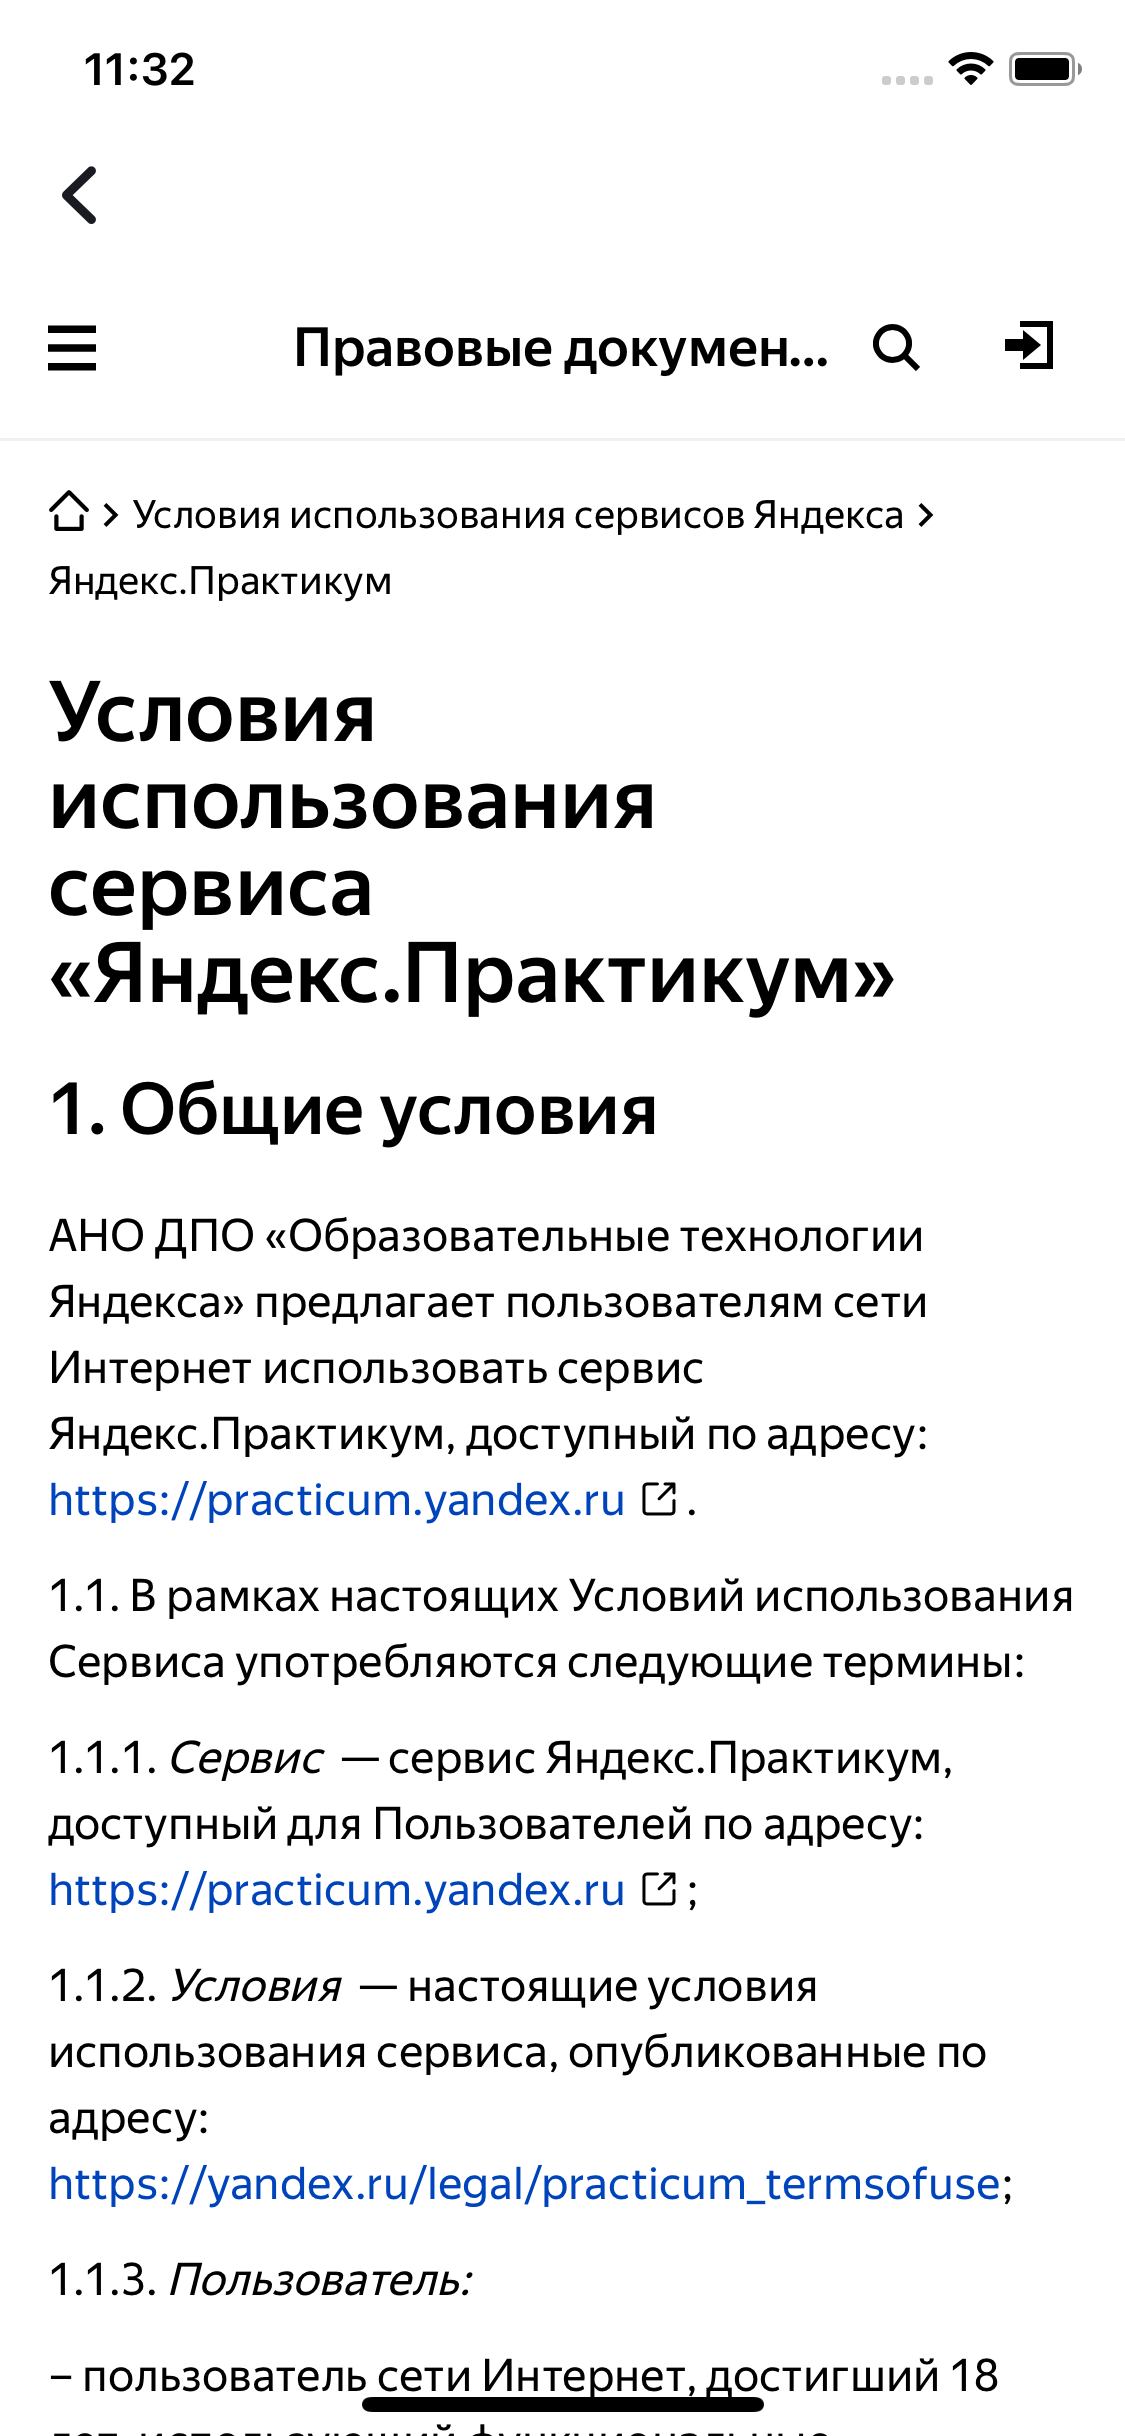 11:32
Правовые докумен...
Условия использования сервисов Яндекса
Яндекс.Практикум
Условия
использования
сервиса
«Яндекс.Практикум»
1. Общие условия
АНО ДПО «Образовательные технологии
Яндекса» предлагает пользователям сети
Интернет использовать сервис
Яндекс.Практикум, доступный по адресу:
https://practicum.yandex.ru .
1.1. В рамках настоящих Условий использования
Сервиса употребляются следующие термины:
1.1.1. Сервис — сервис Яндекс.Практикум,
доступный для Пользователей по адресу:
https://practicum.yandex.ru ;
1.1.2. Условия — настоящие условия
использования сервиса, опубликованные по
адресу:
https://yandex.ru/legal/practicum_termsofuse;
1.1.3. Пользователь:
– пользователь сети Интернет, достигший 18